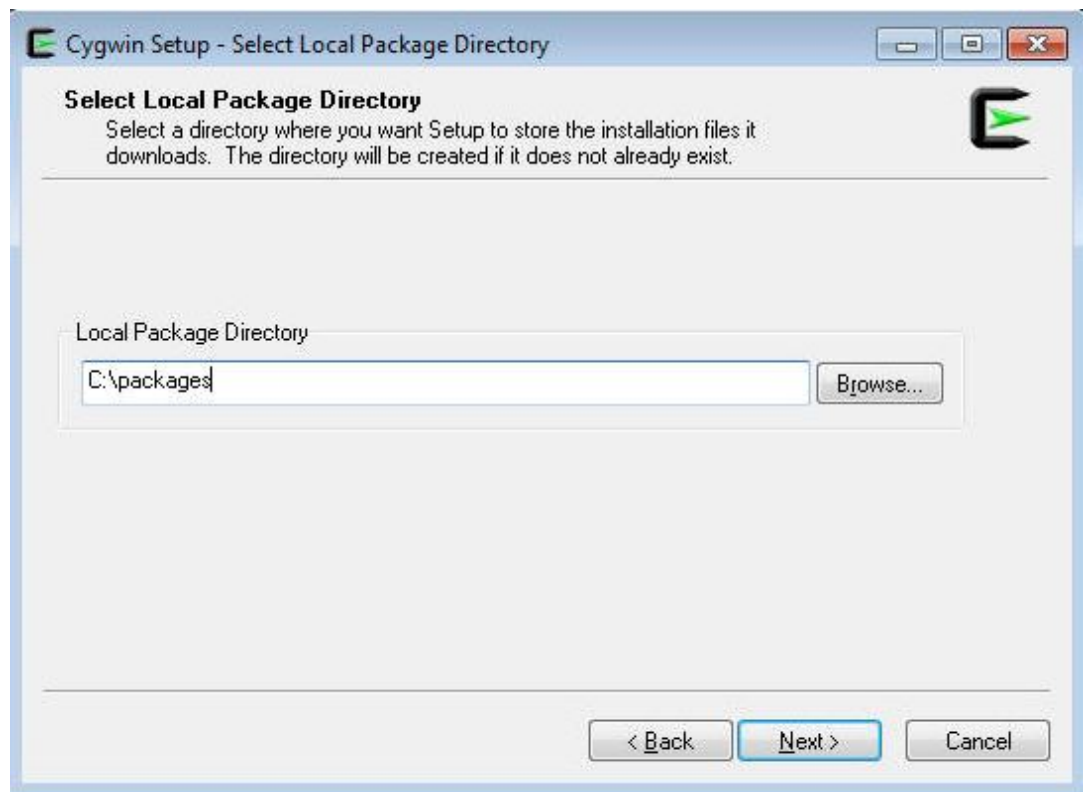 Cygwin Setup - Select Local Package Directory
Select Local Package Directory
Select a directory where you want Setup to store the installation files it
downloads.  The directory will be created if it does not already exist.
Local Package Directory
C:\packages
Browse...
< Back
Next >
Cancel